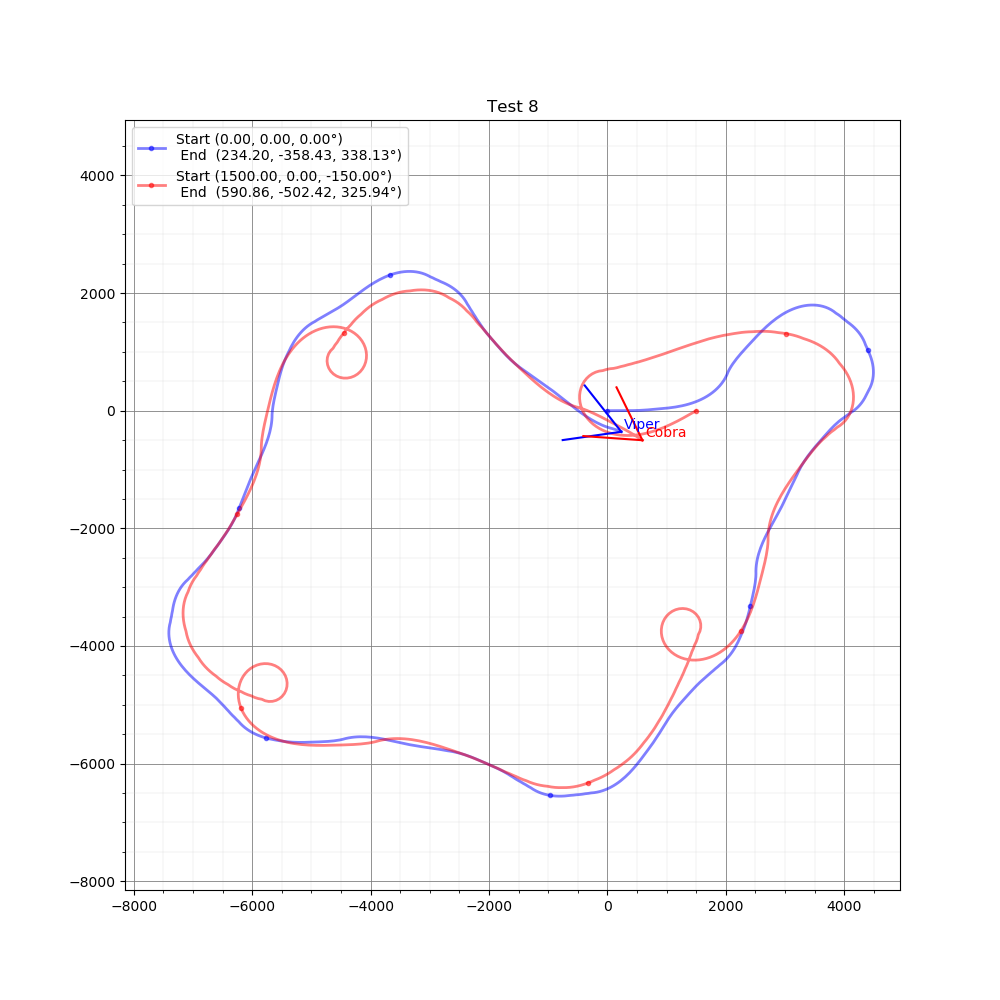 Test 8
Start (0.00, 0.00, 0.00°)
End  (234.20, -358.43, 338.13°)
Start (1500.00, 0.00, -150.00°)
End  (590.86, -502.42, 325.94°)
4000
2000
0
−2000
−4000
−6000
−8000
Viper
Cobra
−8000 −6000 −4000 −2000 0 2000 4000